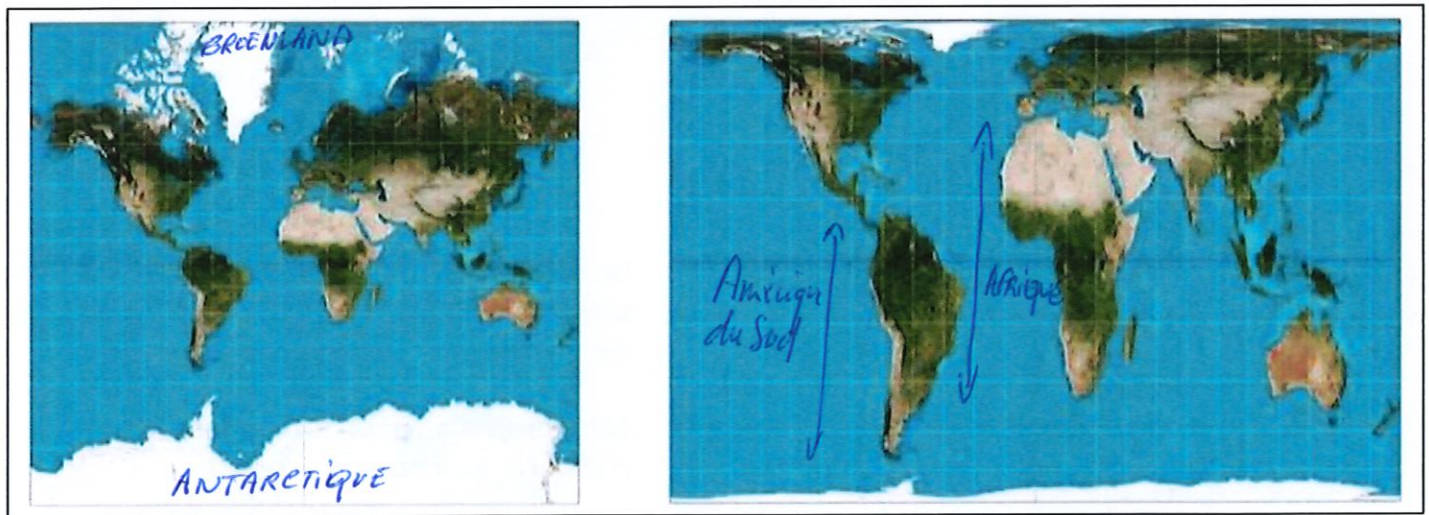 GROENLAND
ANTARCTIQUE
Amérique
du Sud
AFRIQUE